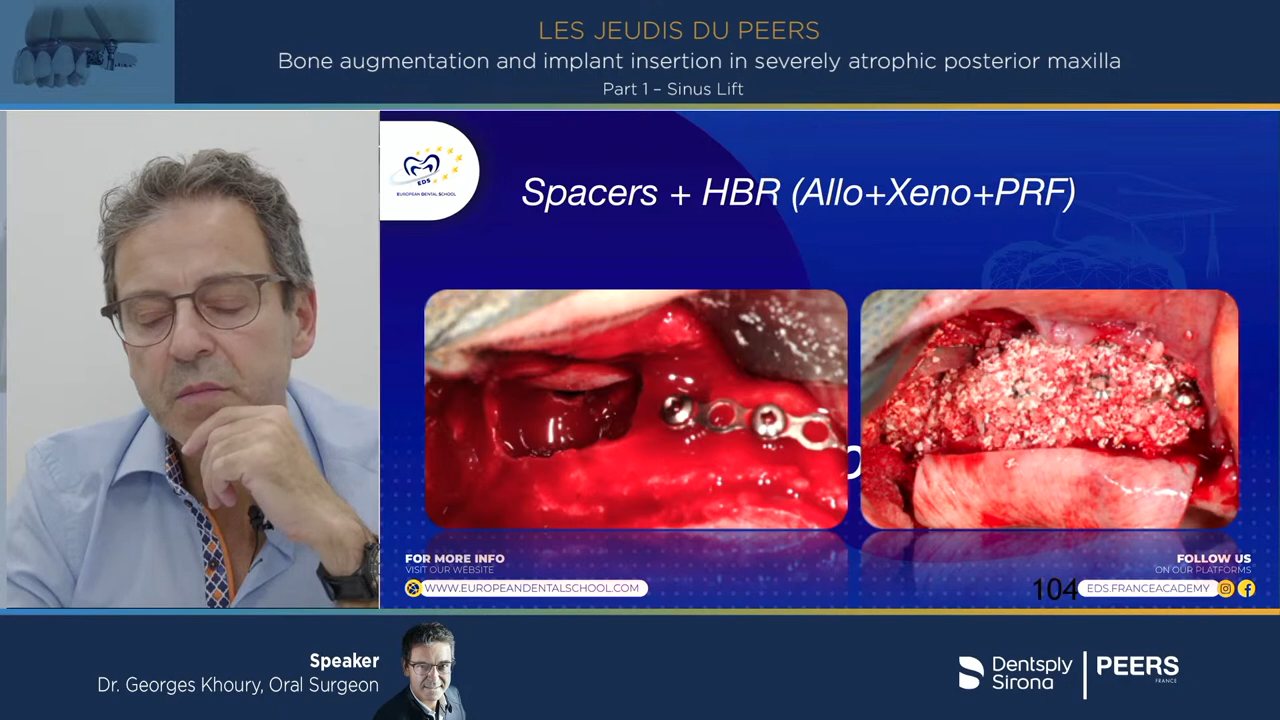 LES JEUDIS DU PEERS
Bone augmentation and implant insertion in severely atrophic posterior maxilla
Part 1 – Sinus Lift
EDS
EUROPEAN DENTAL SCHOOL
Spacers + HBR (Allo+Xeno+PRF)
FOR MORE INFO
VISIT OUR WEBSITE
WWW.EUROPEANDENTALSCHOOL.COM
FOLLOW US
ON OUR PLATFORMS
104
EDS.FRANCEACADEMY
Speaker
Dr. Georges Khoury, Oral Surgeon
Dentsply
Sirona
PEERS
FRANCE